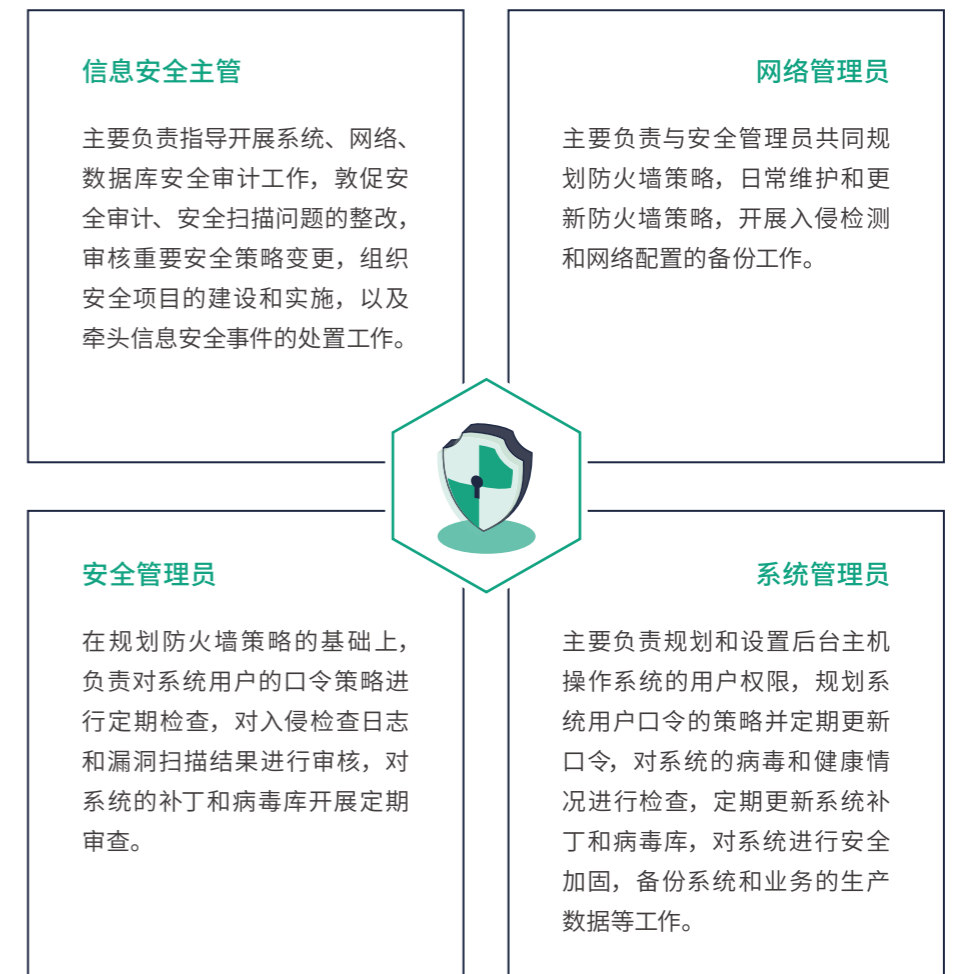 信息安全主管
主要负责指导开展系统、网络、
数据库安全审计工作，敦促安
全审计、安全扫描问题的整改，
审核重要安全策略变更，组织
安全项目的建设和实施，以及
牵头信息安全事件的处置工作。
网络管理员
主要负责与安全管理员共同规
划防火墙策略，日常维护和更
新防火墙策略，开展入侵检测
和网络配置的备份工作。
安全管理员
在规划防火墙策略的基础上，
负责对系统用户的口令策略进
行定期检查，对入侵检查日志
和漏洞扫描结果进行审核，对
系统的补丁和病毒库开展定期
审查。
系统管理员
主要负责规划和设置后台主机
操作系统的用户权限，规划系
统用户口令的策略并定期更新
口令，对系统的病毒和健康情
况进行检查，定期更新系统补
丁和病毒库，对系统进行安全
加固，备份系统和业务的生产
数据等工作。